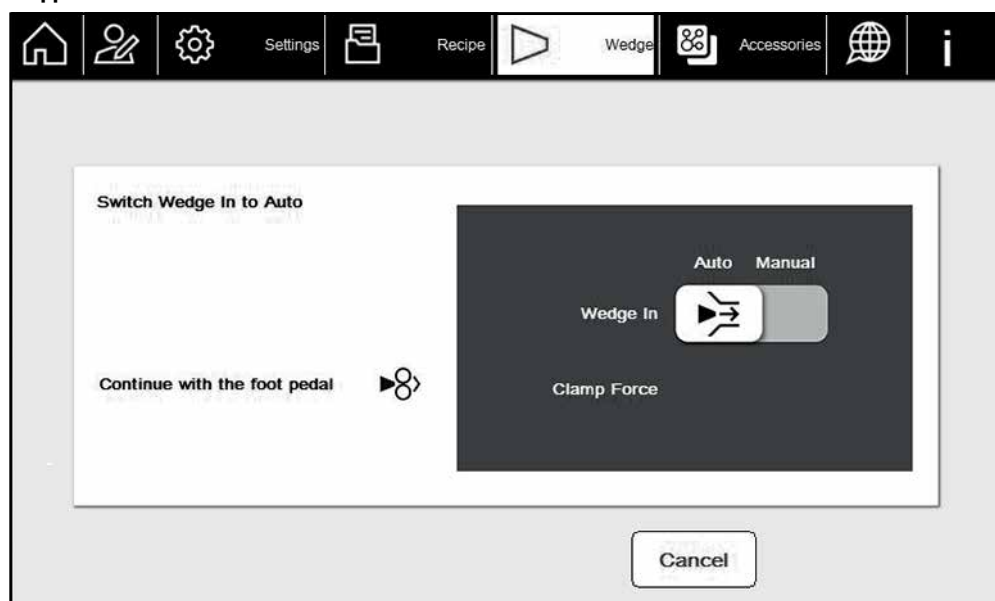 Settings Recipe Wedge Accessories i
Switch Wedge In to Auto
Auto Manual
Wedge In
Continue with the foot pedal
Clamp Force
Cancel